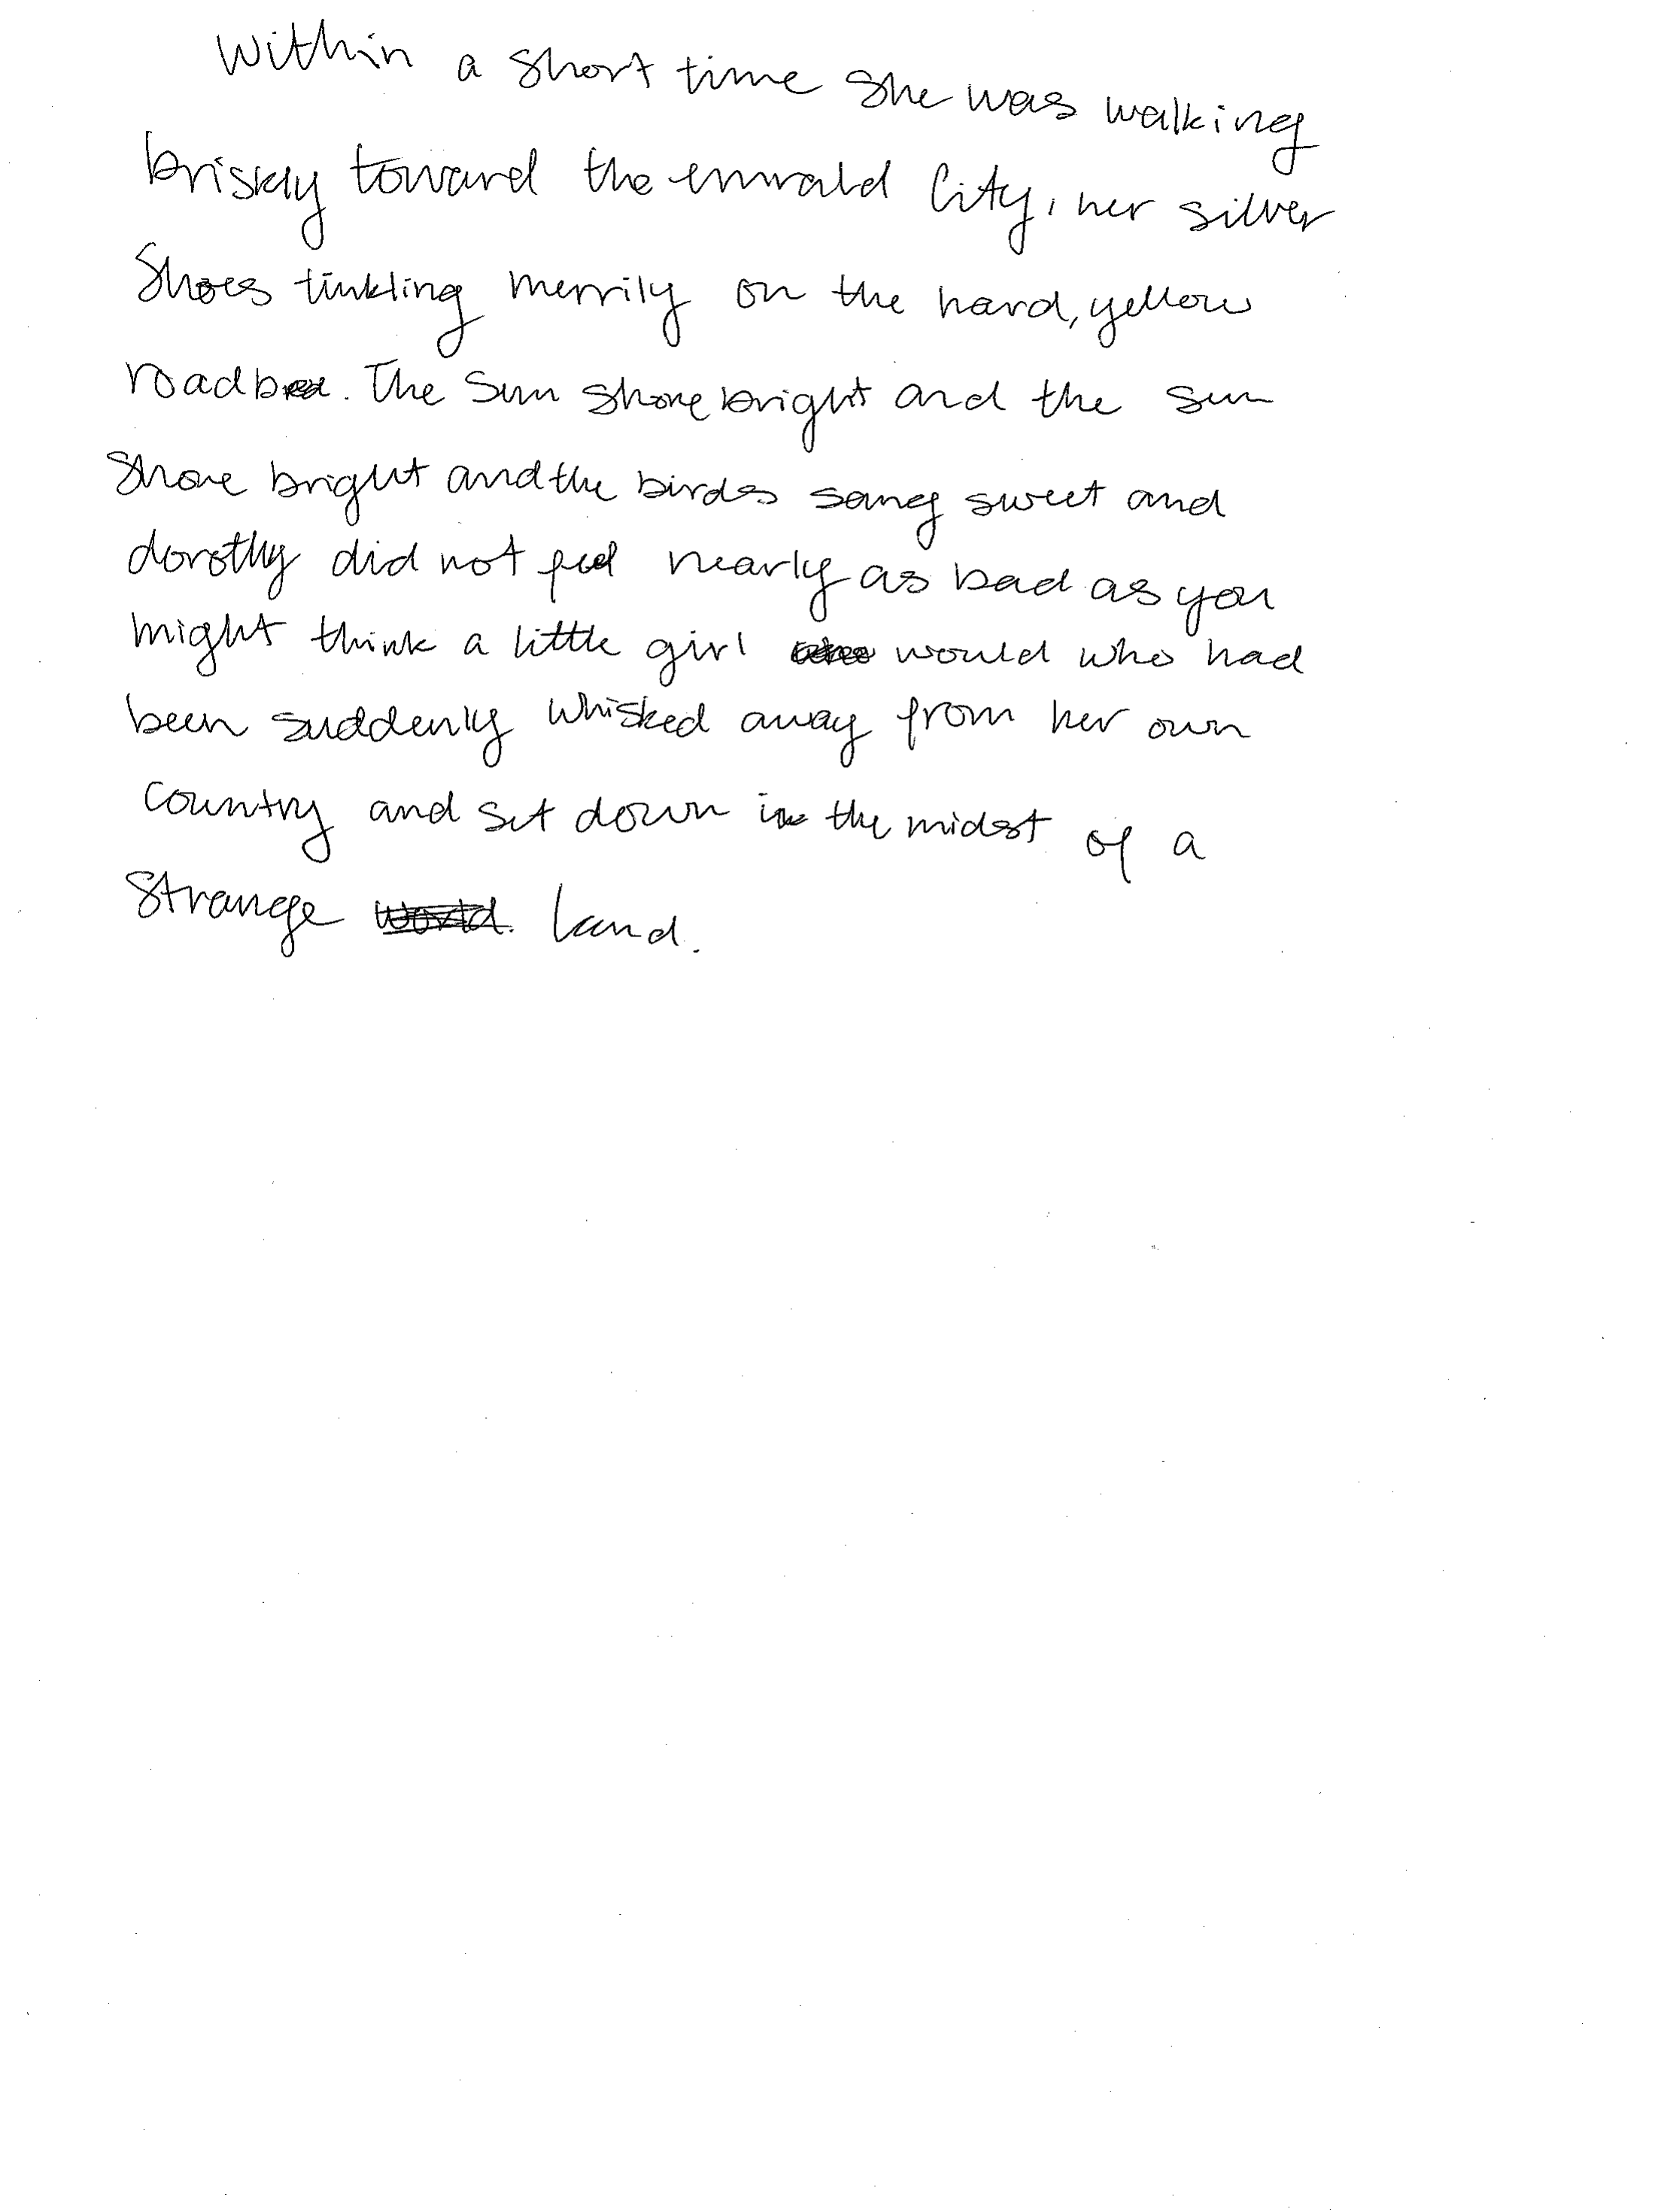 Within a short time she was walking
briskly toward the emrald City, her silver
Shoes tinkling merrily on the hard, yellow
roadbed. The Sun shone bright and the sun
shone bright and the birds sang sweet and
dorothy did not feel nearly as bad as you
might think a little girl would who had
been suddenly whisked away from her own
country and set down in the midst of a
strange world. land.